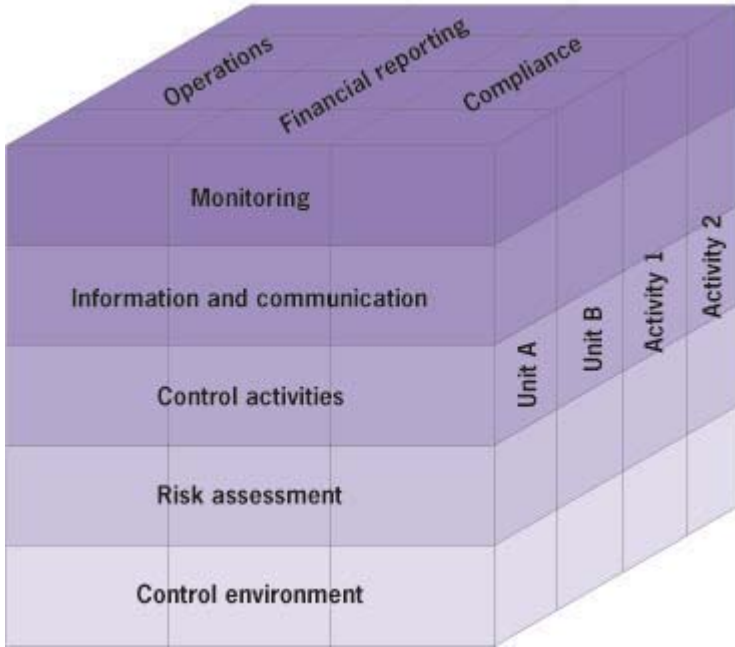 Operations
Financial reporting
Compliance
Monitoring
Information and communication
Control activities
Risk assessment
Control environment
Unit A
Unit B
Activity 1
Activity 2